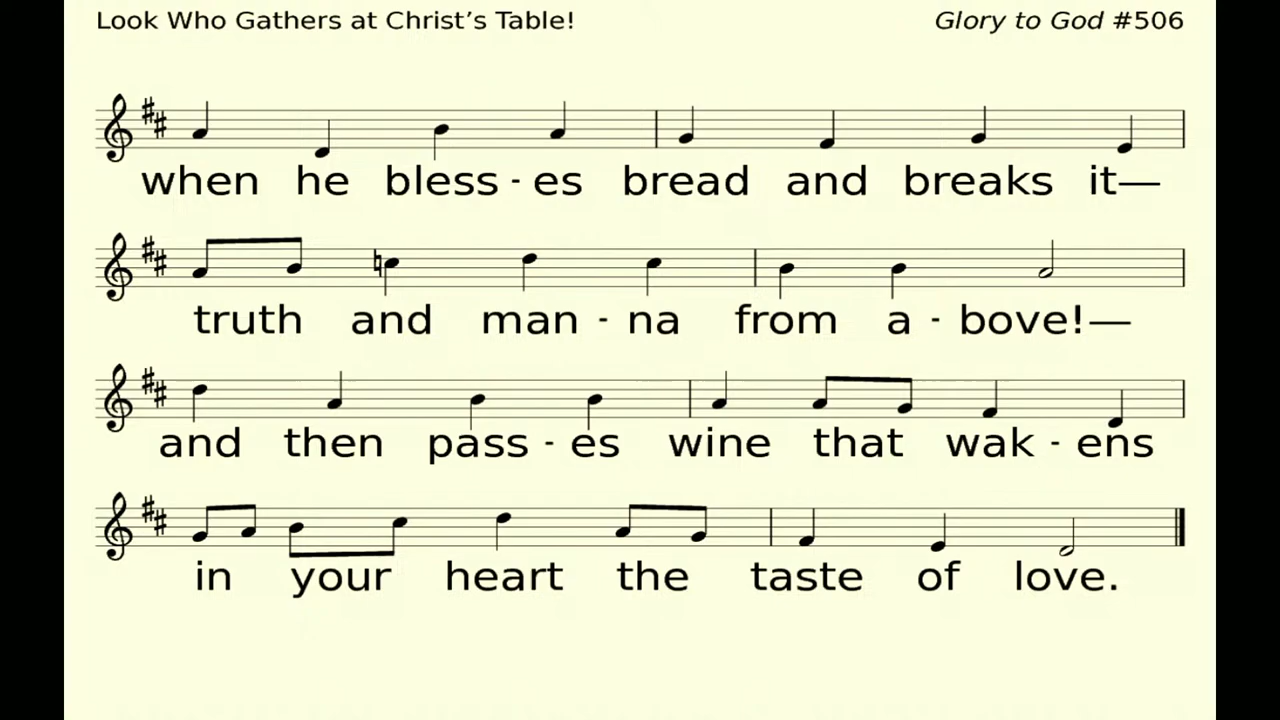 Look Who Gathers at Christ’s Table! Glory to God #506
when he bless - es bread and breaks it—
truth and man - na from a - bove!—
and then pass - es wine that wak - ens
in your heart the taste of love.